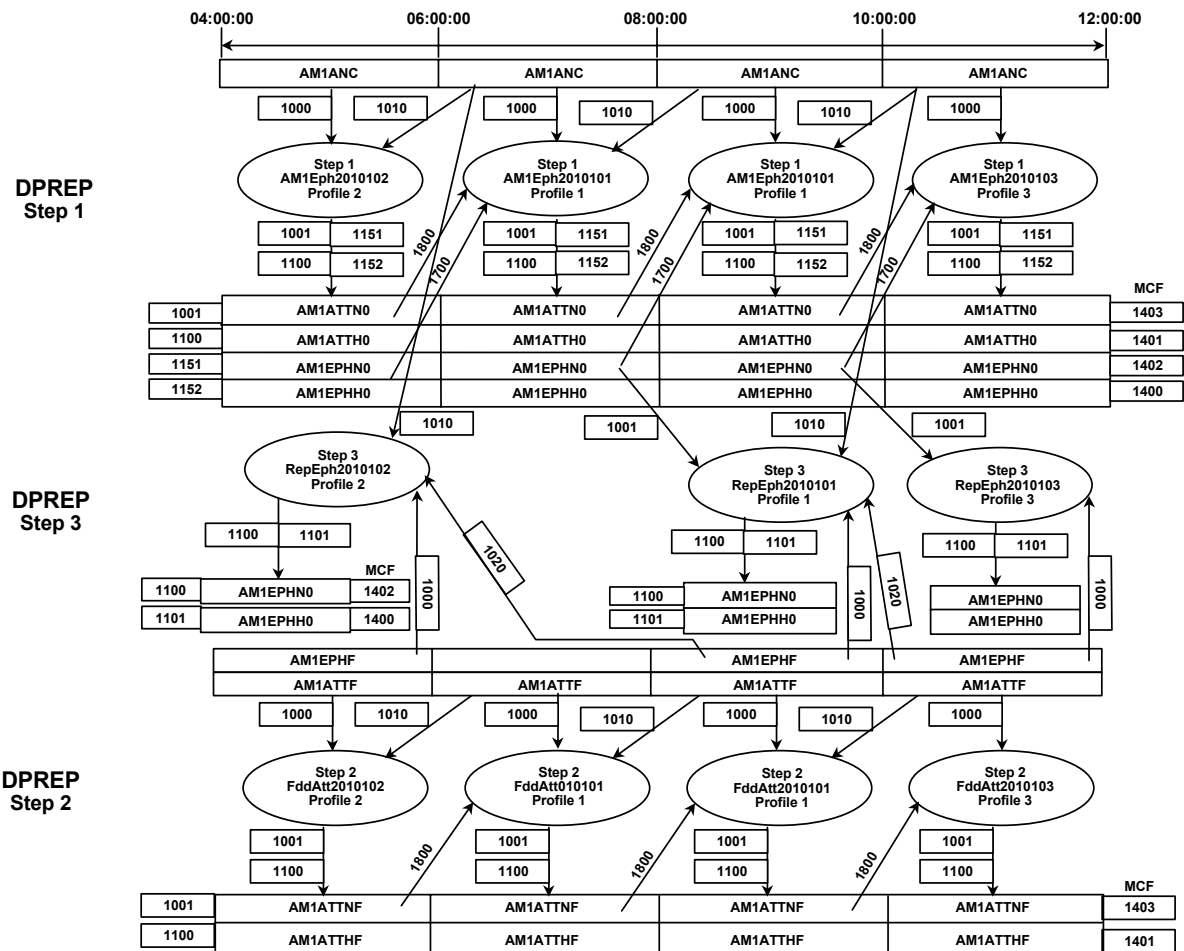 04:00:00 06:00:00 08:00:00 10:00:00 12:00:00
AM1ANC AM1ANC AM1ANC AM1ANC
1000 1010 1000 1010 1000 1010 1000
DPREP
Step 1
Step 1
AM1Eph2010102
Profile 2
Step 1
AM1Eph2010101
Profile 1
Step 1
AM1Eph2010101
Profile 1
Step 1
AM1Eph2010103
Profile 3
1001 1151 1800 1001 1151 1800 1001 1151 1800 1001 1151
1100 1152 1700 1100 1152 1700 1100 1152 1700 1100 1152
MCF
1001 AM1ATTN0 AM1ATTN0 AM1ATTN0 AM1ATTN0 1403
1100 AM1ATTH0 AM1ATTH0 AM1ATTH0 AM1ATTH0 1401
1151 AM1EPHN0 AM1EPHN0 AM1EPHN0 AM1EPHN0 1402
1152 AM1EPHH0 AM1EPHH0 AM1EPHH0 AM1EPHH0 1400
1010 1001 1010 1001
DPREP
Step 3
Step 3
RepEph2010102
Profile 2
Step 3
RepEph2010101
Profile 1
Step 3
RepEph2010103
Profile 3
1100 1101 1020 1100 1101 1100 1101
MCF
1100 AM1EPHN0 1402 1000 1100 AM1EPHN0 1000 1020 AM1EPHN0 1000
1101 AM1EPHH0 1400 1101 AM1EPHH0 AM1EPHH0
AM1EPHF AM1EPHF AM1EPHF
AM1ATTF AM1ATTF AM1ATTF AM1ATTF
1000 1010 1000 1010 1000 1010 1000
DPREP
Step 2
Step 2
FddAtt2010102
Profile 2
Step 2
FddAtt010101
Profile 1
Step 2
FddAtt2010101
Profile 1
Step 2
FddAtt2010103
Profile 3
1001 1001 1001 1001
1100 1800 1100 1800 1100 1800 1100
MCF
1001 AM1ATTNF AM1ATTNF AM1ATTNF AM1ATTNF 1403
1100 AM1ATTHF AM1ATTHF AM1ATTHF AM1ATTHF 1401